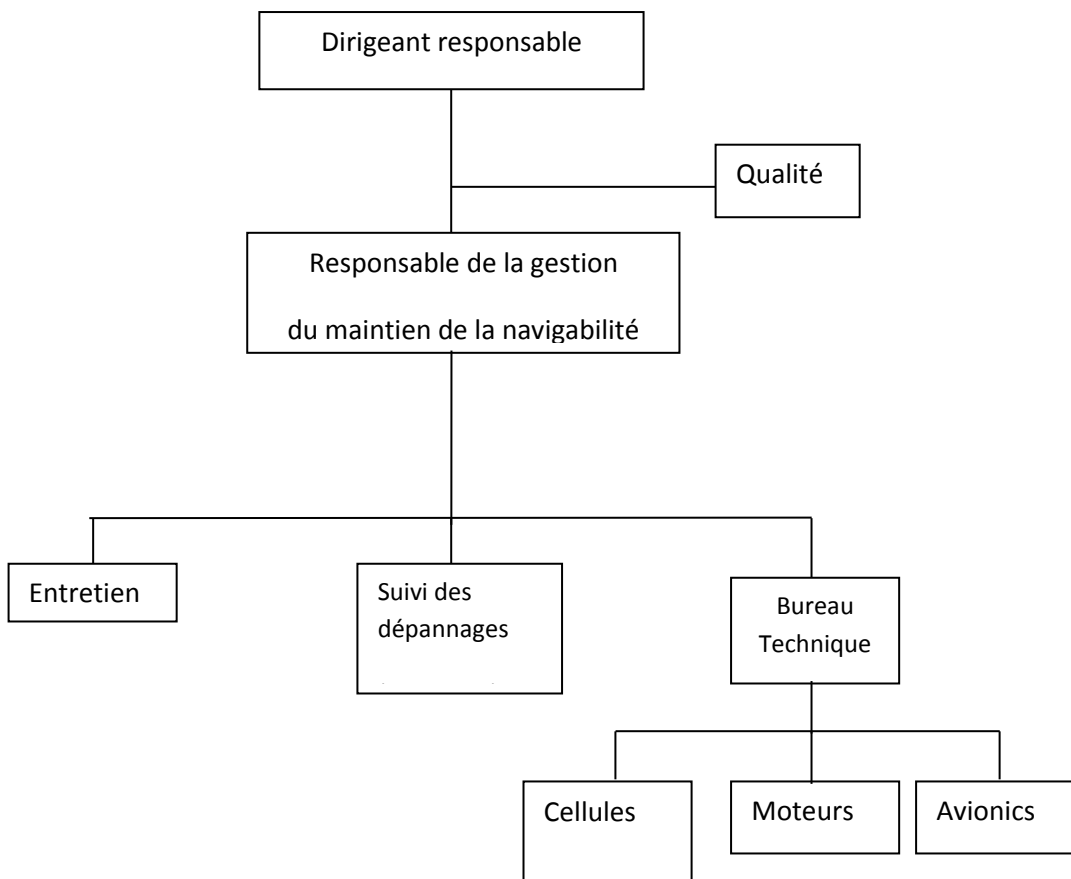 Dirigeant responsable
Qualité
Responsable de la gestion
du maintien de la navigabilité
Entretien
Suivi des
dépannages
Bureau
Technique
Cellules
Moteurs
Avionics